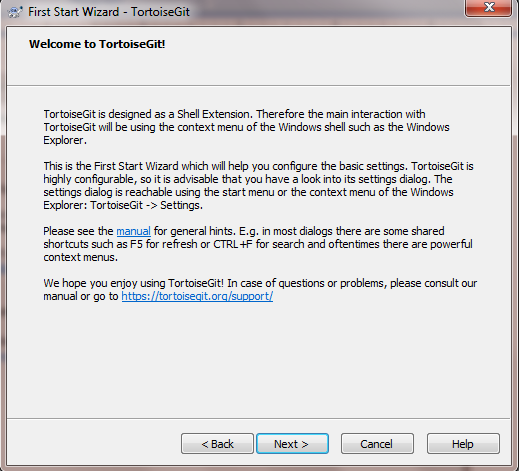 First Start Wizard - TortoiseGit
Welcome to TortoiseGit!
TortoiseGit is designed as a Shell Extension. Therefore the main interaction with
TortoiseGit will be using the context menu of the Windows shell such as the Windows
Explorer.
This is the First Start Wizard which will help you configure the basic settings. TortoiseGit is
highly configurable, so it is advisable that you have a look into its settings dialog. The
settings dialog is reachable using the start menu or the context menu of the Windows
Explorer: TortoiseGit -> Settings.
Please see the manual for general hints. E.g. in most dialogs there are some shared
shortcuts such as F5 for refresh or CTRL+F for search and oftentimes there are powerful
context menus.
We hope you enjoy using TortoiseGit! In case of questions or problems, please consult our
manual or go to https://tortoisegit.org/support/
< Back Next > Cancel Help